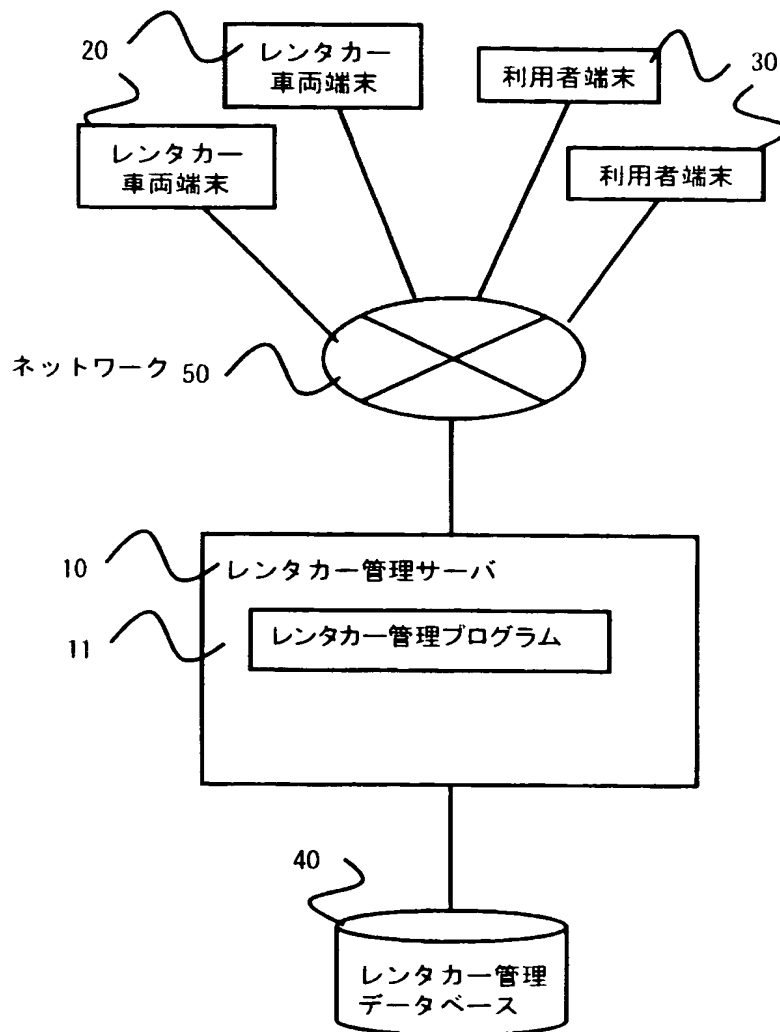 20
レンタカー
車両端末
利用者端末
30
レンタカー
車両端末
利用者端末
ネットワーク 50
10
レンタカー管理サーバ
11
レンタカー管理プログラム
40
レンタカー管理
データベース